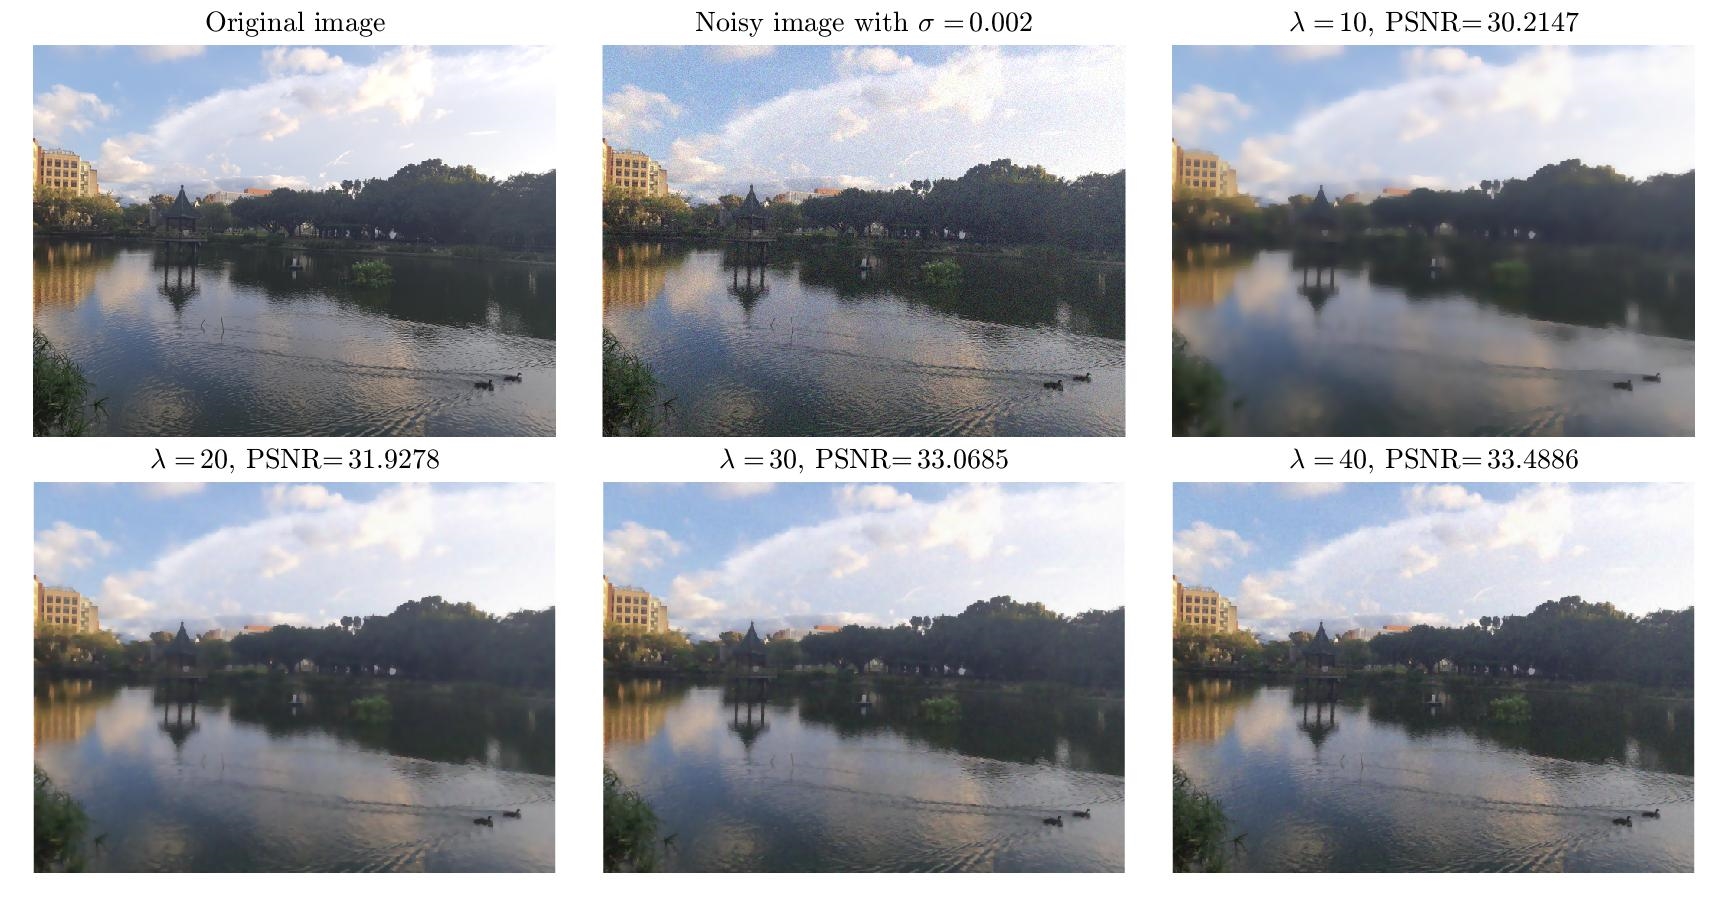 Original image
Noisy image with σ = 0.002
λ = 10, PSNR= 30.2147
λ = 20, PSNR= 31.9278
λ = 30, PSNR= 33.0685
λ = 40, PSNR= 33.4886